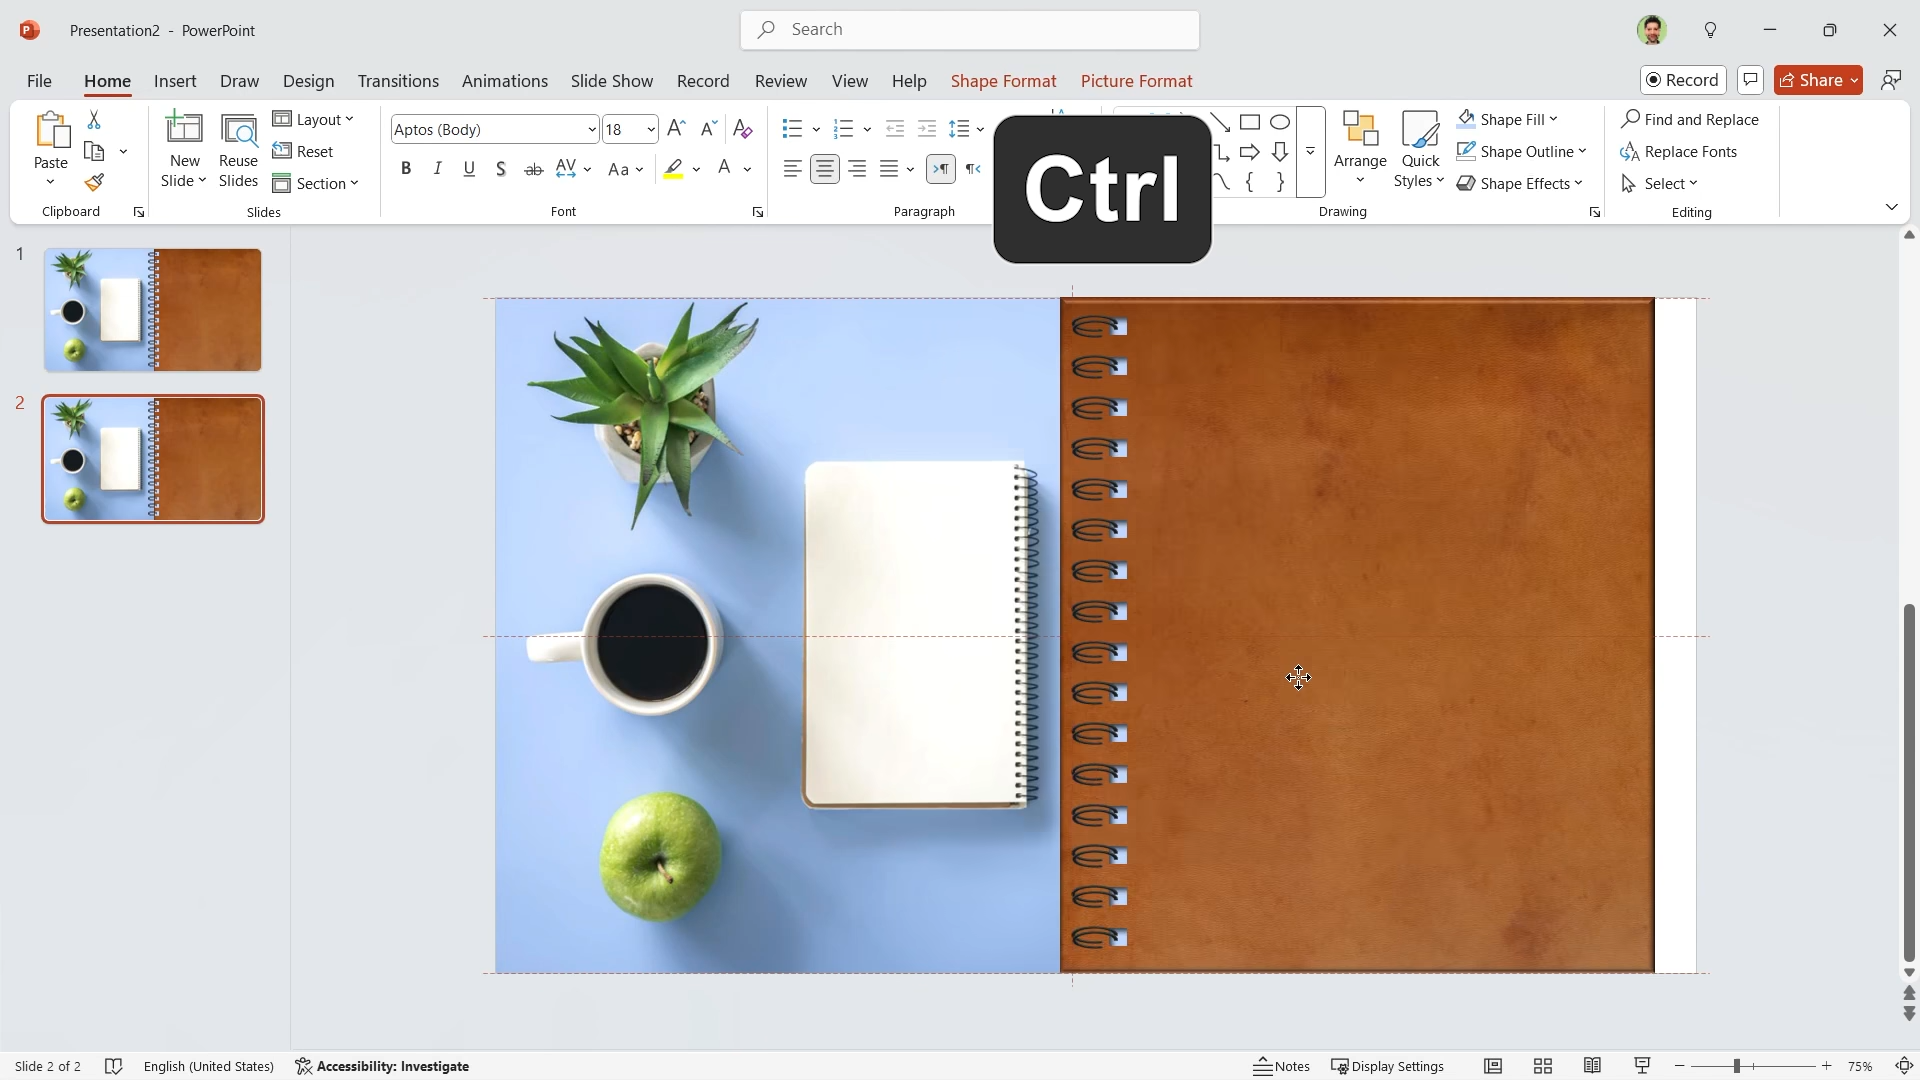 Presentation2 - PowerPoint
Search
File Home Insert Draw Design Transitions Animations Slide Show Record Review View Help Shape Format Picture Format
Record
Share
Paste
New Slide
Reuse Slides
Layout
Reset
Section
Aptos (Body)
18
Ctrl
Arrange
Quick Styles
Shape Fill
Shape Outline
Shape Effects
Find and Replace
Replace Fonts
Select
Clipboard
Slides
Font
Paragraph
Drawing
Editing
1
2
Slide 2 of 2
English (United States)
Accessibility: Investigate
Notes
Display Settings
75%